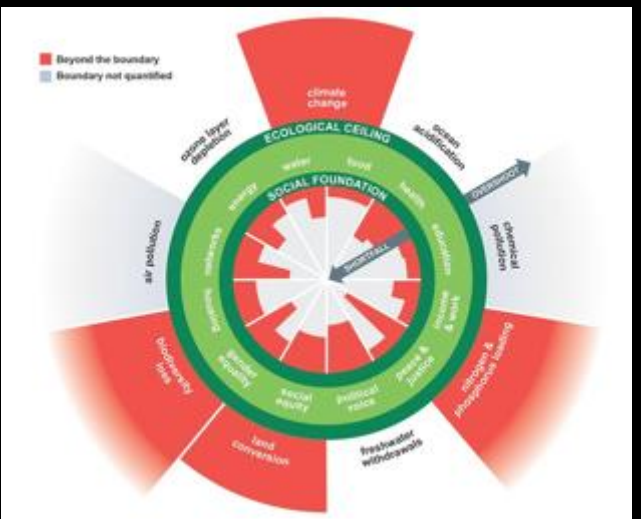 Beyond the boundary
Boundary not quantified
climate
change
ozone layer
depletion
ocean
acidification
ECOLOGICAL CEILING
water
food
energy
health
SOCIAL FOUNDATION
OVERSHOOT
SHORTFALL
networks
education
air pollution
chemical
pollution
housing
income
& work
gender
equality
peace &
justice
social
equity
political
voice
biodiversity
loss
nitrogen &
phosphorus loading
land
conversion
freshwater
withdrawals